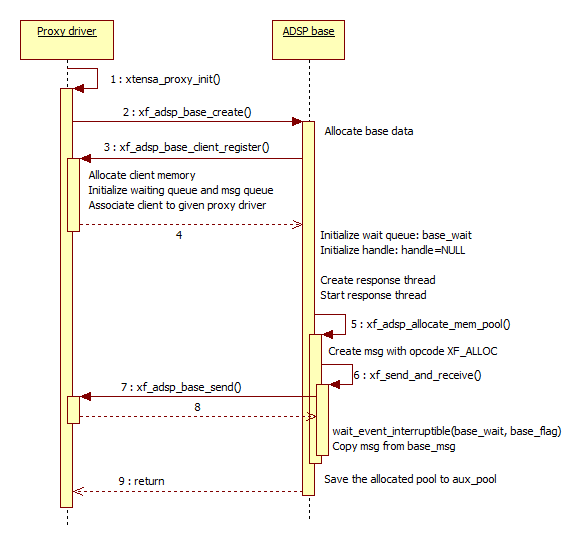 Proxy driver
ADSP base
1 : xtensa_proxy_init()
2 : xf_adsp_base_create()
Allocate base data
3 : xf_adsp_base_client_register()
Allocate client memory
Initialize waiting queue and msg queue
Associate client to given proxy driver
4
Initialize wait queue: base_wait
Initialize handle: handle=NULL
Create response thread
Start response thread
5 : xf_adsp_allocate_mem_pool()
Create msg with opcode XF_ALLOC
6 : xf_send_and_receive()
7 : xf_adsp_base_send()
8
wait_event_interruptible(base_wait, base_flag)
Copy msg from base_msg
9 : return
Save the allocated pool to aux_pool